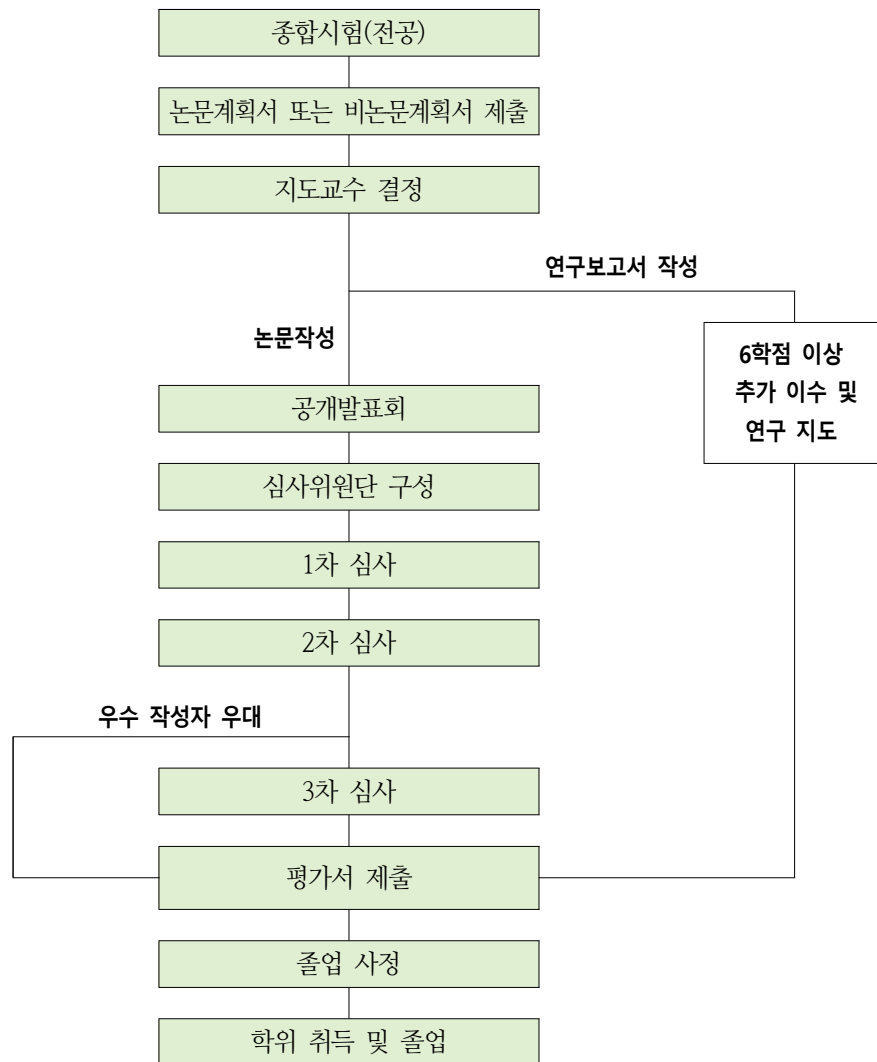 종합시험(전공)
논문계획서 또는 비논문계획서 제출
지도교수 결정
연구보고서 작성
논문작성
6학점 이상
추가 이수 및
연구 지도
공개발표회
심사위원단 구성
1차 심사
2차 심사
우수 작성자 우대
3차 심사
평가서 제출
졸업 사정
학위 취득 및 졸업